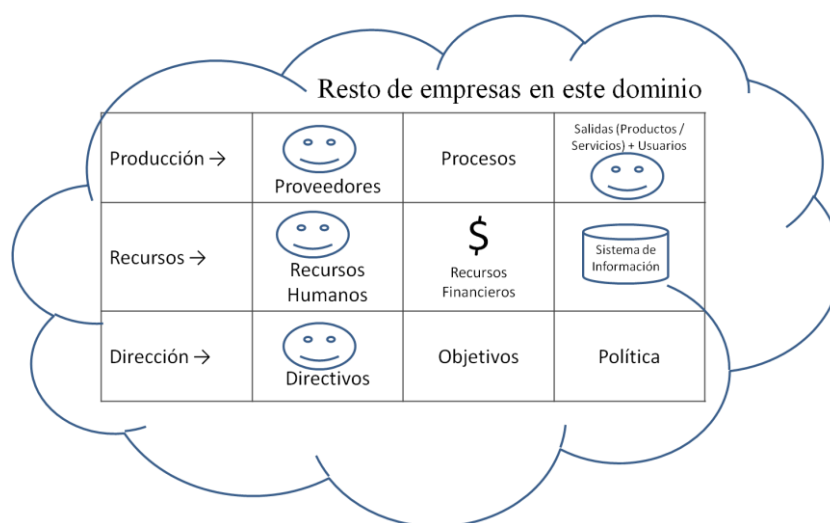 Resto de empresas en este dominio
Producción →
Proveedores
Procesos
Salidas (Productos /
Servicios) + Usuarios
Recursos →
Recursos
Humanos
$
Recursos
Financieros
Sistema de
Información
Dirección →
Directivos
Objetivos
Política